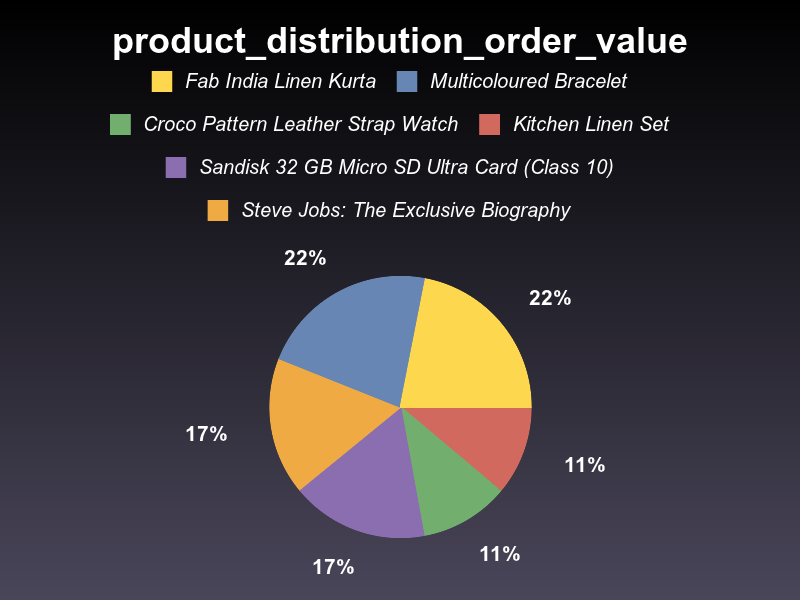 product_distribution_order_value
Fab India Linen Kurta Multicoloured Bracelet
Croco Pattern Leather Strap Watch Kitchen Linen Set
Sandisk 32 GB Micro SD Ultra Card (Class 10)
Steve Jobs: The Exclusive Biography
22%
22%
17%
11%
11%
17%